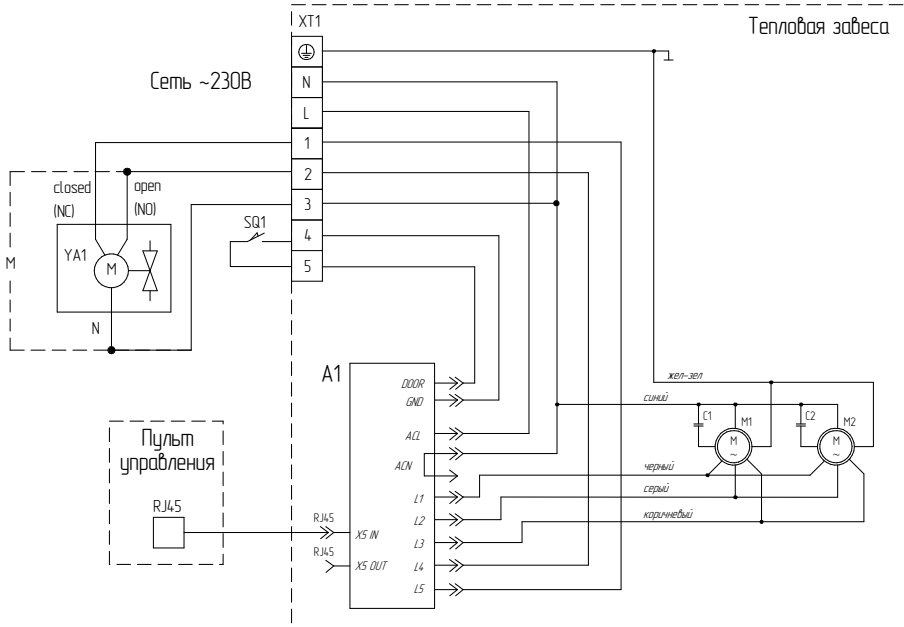 XT1
Тепловая завеса
Сеть ~230В
N
L
1
2
3
4
5
closed
(NC)
open
(NO)
SQ1
YA1
M
M
N
A1
DOOR
GND
ACL
ACN
L1
L2
L3
L4
L5
X5 IN
X5 OUT
RJ45
RJ45
Пульт
управления
RJ45
жел-зел
синий
черный
серый
коричневый
C1
M1
M
~
C2
M2
M
~